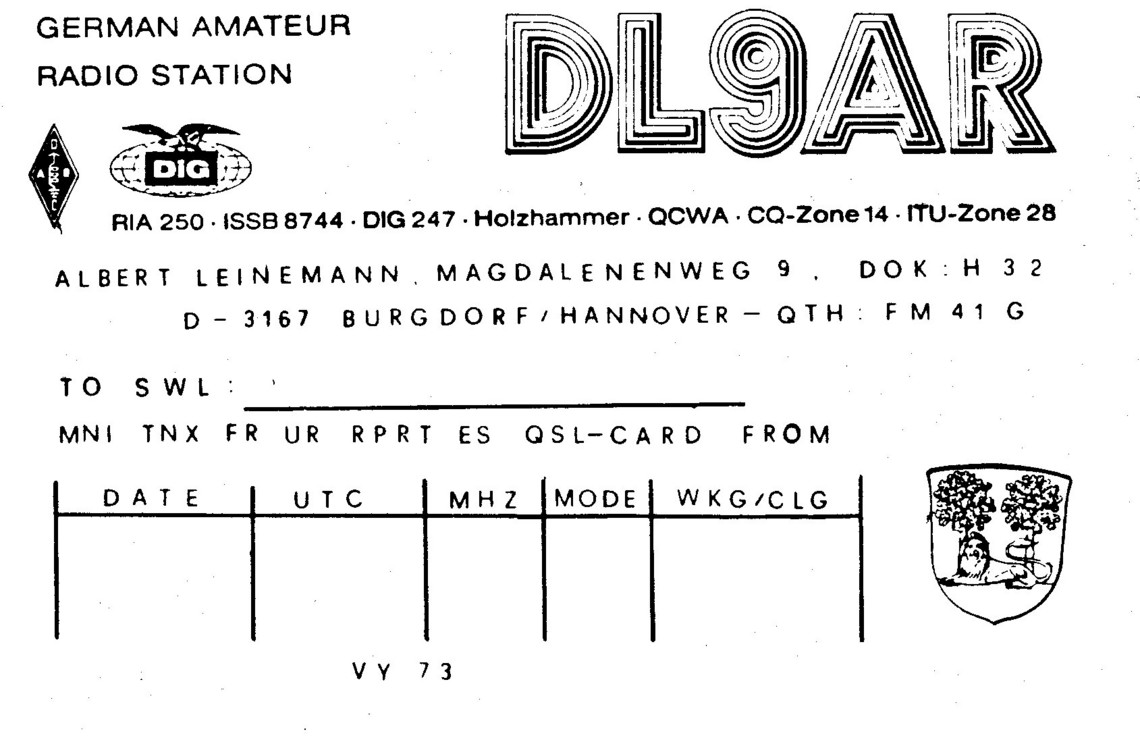 GERMAN AMATEUR
RADIO STATION
DL9AR
DiG
RIA 250 · ISSB 8744 · DIG 247 · Holzhammer · QCWA · CQ-Zone 14 · ITU-Zone 28
ALBERT LEINEMANN, MAGDALENENWEG 9, DOK: H 32
D - 3167 BURGDORF/HANNOVER - QTH: FM 41 G
TO SWL:
MNI TNX FR UR RPRT ES QSL-CARD FROM
DATE UTC MHZ MODE WKG/CLG
VY 73